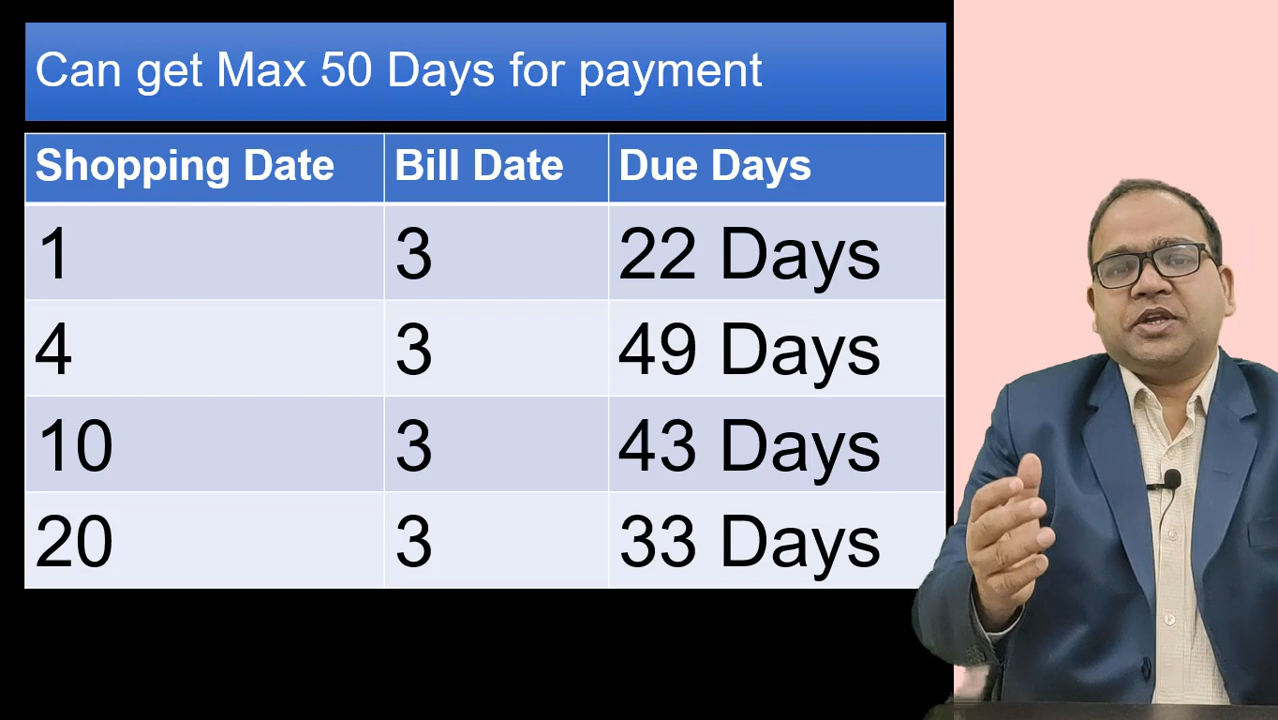 Can get Max 50 Days for payment
Shopping Date Bill Date Due Days
1 3 22 Days
4 3 49 Days
10 3 43 Days
20 3 33 Days